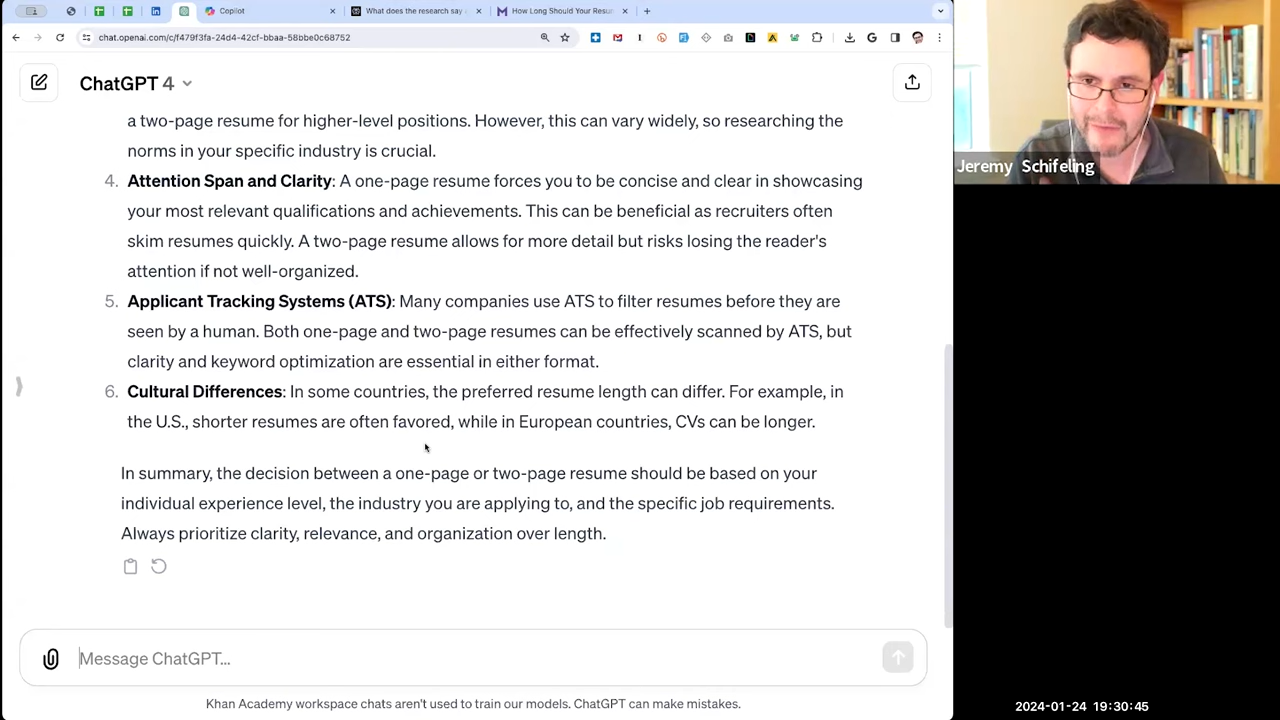 Copilot
What does the research say
How Long Should Your Resu
chat.openai.com/c/f479f3fa-24d4-42cf-bbaa-58bbe0c68752
ChatGPT 4
a two-page resume for higher-level positions. However, this can vary widely, so researching the
norms in your specific industry is crucial.
4. Attention Span and Clarity: A one-page resume forces you to be concise and clear in showcasing
your most relevant qualifications and achievements. This can be beneficial as recruiters often
skim resumes quickly. A two-page resume allows for more detail but risks losing the reader's
attention if not well-organized.
5. Applicant Tracking Systems (ATS): Many companies use ATS to filter resumes before they are
seen by a human. Both one-page and two-page resumes can be effectively scanned by ATS, but
clarity and keyword optimization are essential in either format.
6. Cultural Differences: In some countries, the preferred resume length can differ. For example, in
the U.S., shorter resumes are often favored, while in European countries, CVs can be longer.
In summary, the decision between a one-page or two-page resume should be based on your
individual experience level, the industry you are applying to, and the specific job requirements.
Always prioritize clarity, relevance, and organization over length.
Message ChatGPT...
Khan Academy workspace chats aren't used to train our models. ChatGPT can make mistakes.
Jeremy Schifeling
2024-01-24 19:30:45